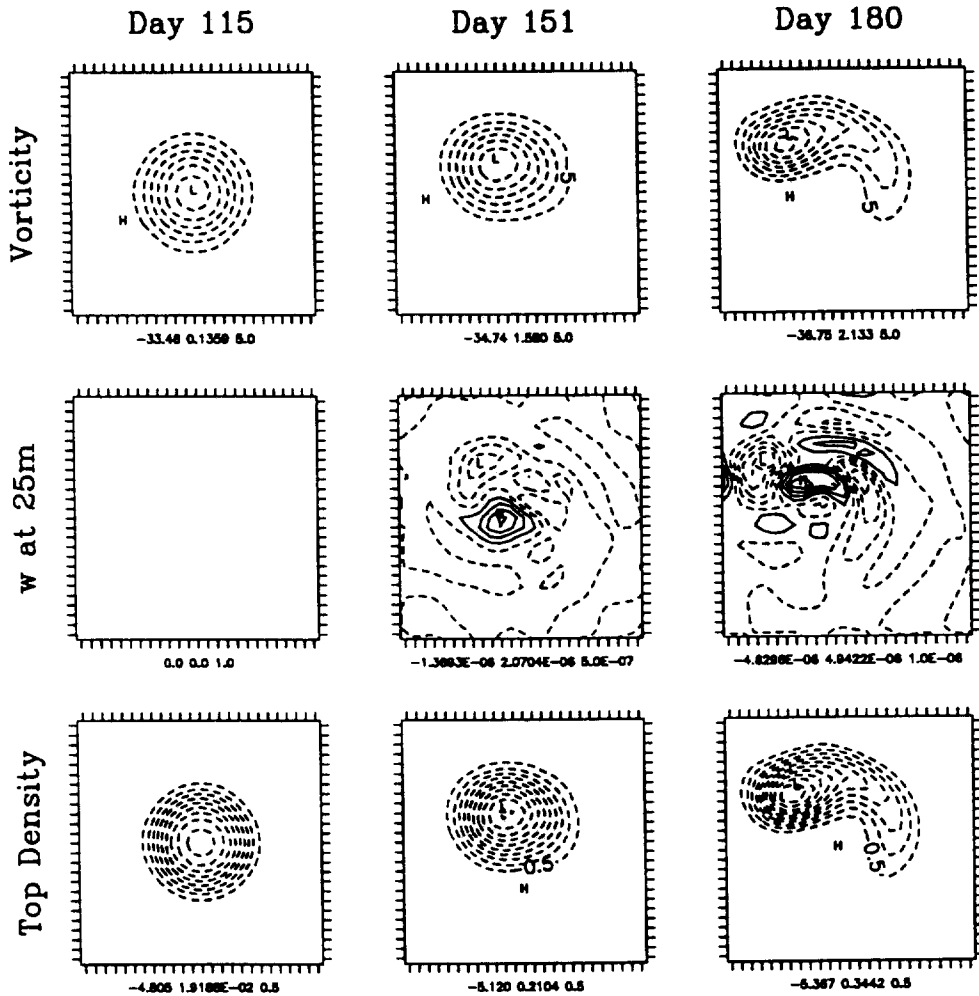 Day 115 Day 151 Day 180
Vorticity
H L
L 5
H
L
H 5
-33.48 0.1359 5.0
-34.74 1.580 5.0
-36.75 2.133 5.0
w at 25m
L
L
0.0 0.0 1.0
-1.3693E-06 2.0704E-06 5.0E-07
-4.8296E-06 4.9422E-06 1.0E-06
Top Density
L
0.5
H
L
H 0.5
-4.805 1.9186E-02 0.5
-5.120 0.2104 0.5
-5.367 0.3442 0.5